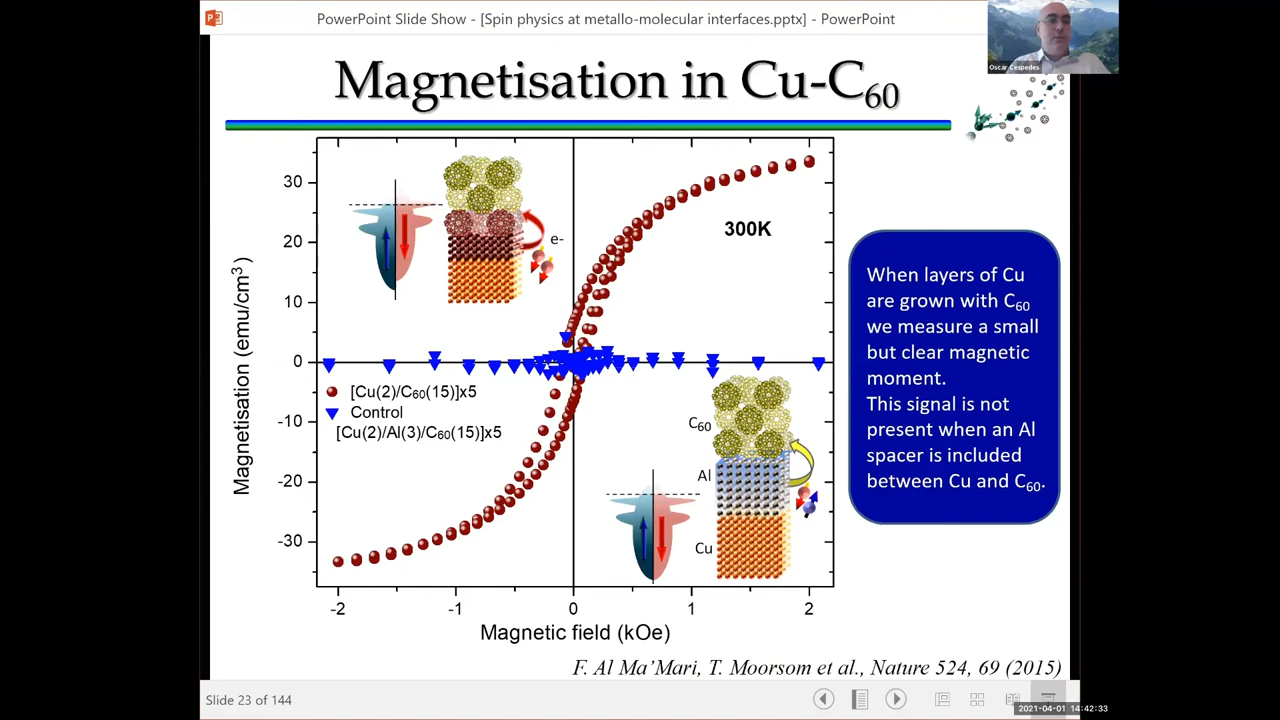 PowerPoint Slide Show - [Spin physics at metallo-molecular interfaces.pptx] - PowerPoint
Oscar Cespedes
Magnetisation in Cu-C60
Magnetisation (emu/cm3)
30
20
10
0
-10
-20
-30
300K
e-
[Cu(2)/C60(15)]x5
Control
[Cu(2)/Al(3)/C60(15)]x5
C60
Al
Cu
-2 -1 0 1 2
Magnetic field (kOe)
When layers of Cu
are grown with C60
we measure a small
but clear magnetic
moment.
This signal is not
present when an Al
spacer is included
between Cu and C60.
F. Al Ma'Mari, T. Moorsom et al., Nature 524, 69 (2015)
Slide 23 of 144
2021-04-01 14:42:33